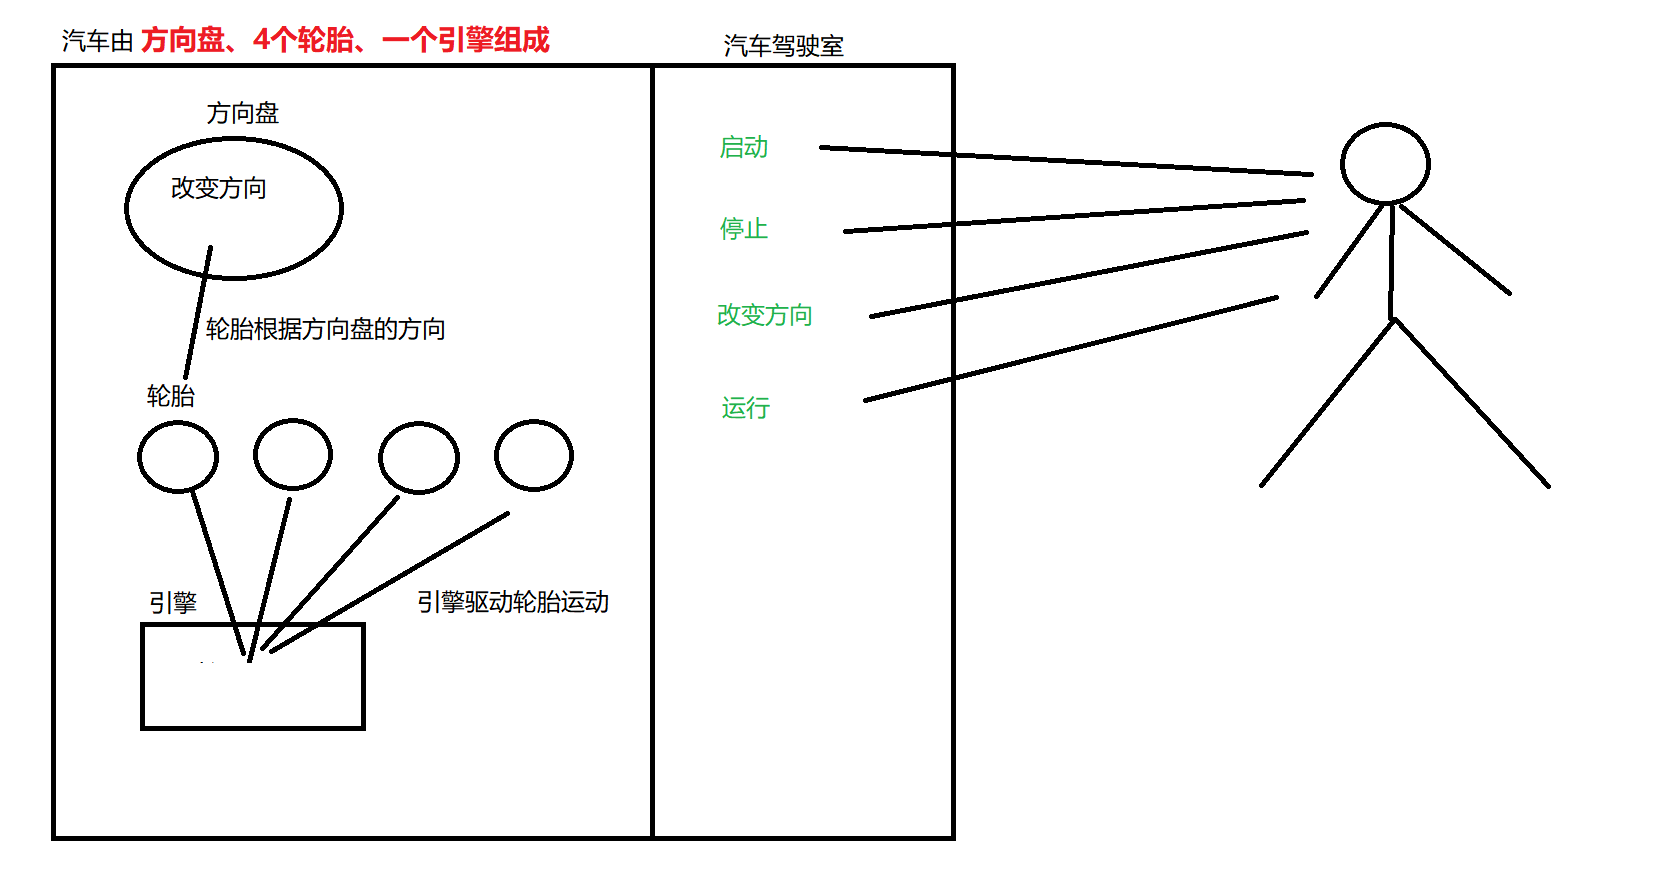 汽车由 方向盘、4个轮胎、一个引擎组成
汽车驾驶室
方向盘
改变方向
轮胎根据方向盘的方向
轮胎
引擎
引擎驱动轮胎运动
启动
停止
改变方向
运行